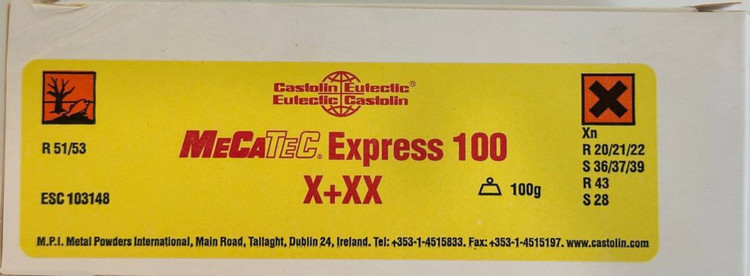 Castolin Eutectic®
Eutectic Castolin
R 51/53
MeCaTeC® Express 100
Xn
R 20/21/22
S 36/37/39
R 43
S 28
ESC 103148
X+XX
100g
M.P.I. Metal Powders International, Main Road, Tallaght, Dublin 24, Ireland. Tel: +353-1-4515833. Fax: +353-1-4515197. www.castolin.com